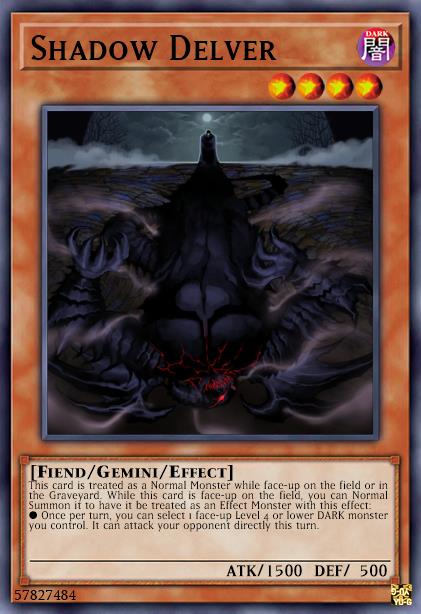 SHADOW DELVER
DARK
闇
[FIEND/GEMINI/EFFECT]
This card is treated as a Normal Monster while face-up on the field or in
the Graveyard. While this card is face-up on the field, you can Normal
Summon it to have it be treated as an Effect Monster with this effect:
● Once per turn, you can select 1 face-up Level 4 or lower DARK monster
you control. It can attack your opponent directly this turn.
ATK/1500 DEF/ 500
57827484